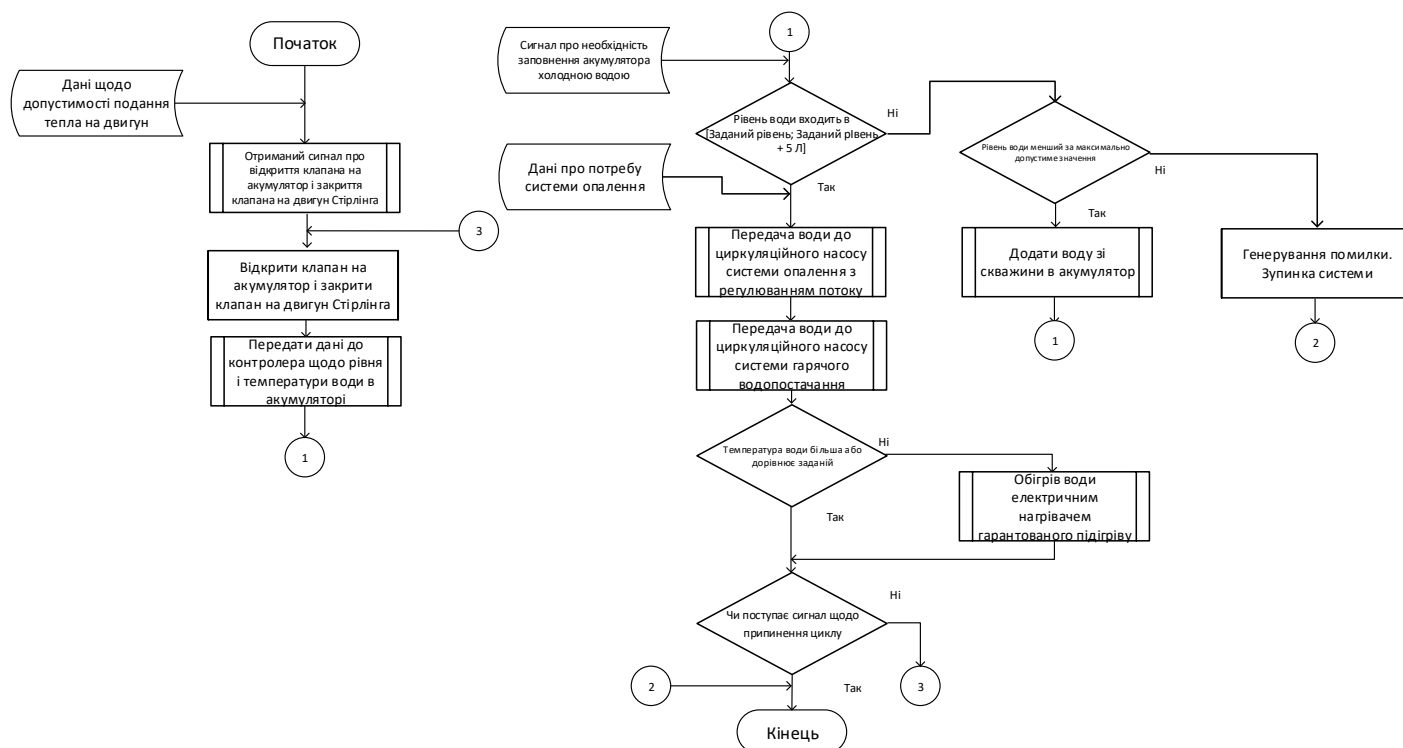 Початок
Дані щодо
допустимості подання
тепла на двигун
Отриманий сигнал про
відкриття клапана на
акумулятор і закриття
клапана на двигун Стірлінга
3
Відкрити клапан на
акумулятор і закрити
клапан на двигун Стірлінга
Передати дані до
контролера щодо рівня
і температури води в
акумуляторі
1
Сигнал про необхідність
заповнення акумулятора
холодною водою
1
Рівень води входить в
[Заданий рівень; Заданий рівень
+ 5 Л]
Ні
Так
Дані про потребу
системи опалення
Рівень води менший за максимально
допустиме значення
Ні
Так
Передача води до
циркуляційного насосу
системи опалення з
регулюванням потоку
Додати воду зі
скважини в акумулятор
1
Генерування помилки.
Зупинка системи
2
Передача води до
циркуляційного насосу
системи гарячого
водопостачання
Температура води більша або
дорівнює заданій
Ні
Так
Обігрів води
електричним
нагрівачем
гарантованого підігріву
Чи поступає сигнал щодо
припинення циклу
Ні
3
2
Так
Кінець